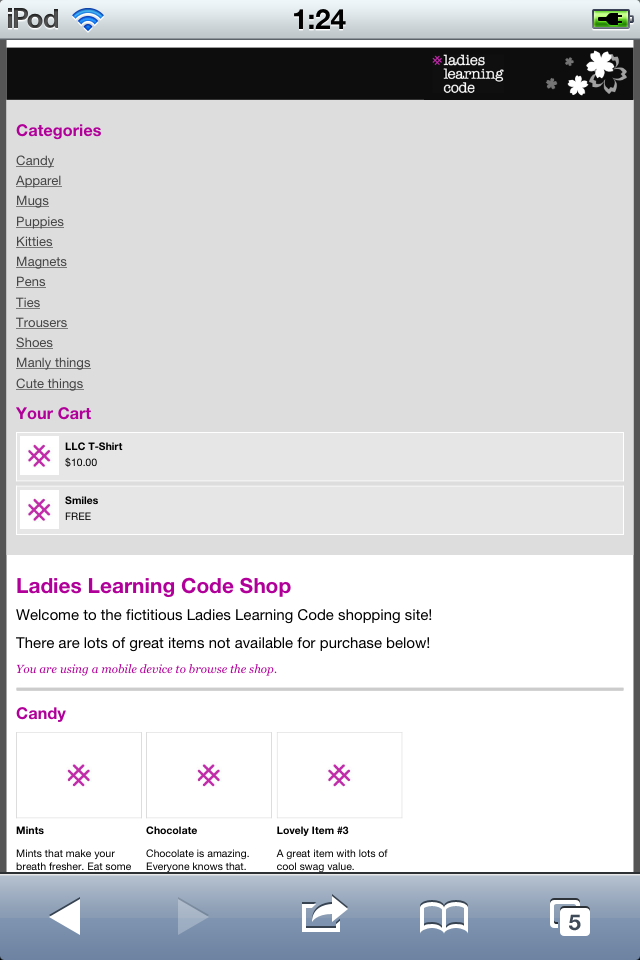 iPod 1:24
ladies
learning
code
Categories
Candy
Apparel
Mugs
Puppies
Kitties
Magnets
Pens
Ties
Trousers
Shoes
Manly things
Cute things
Your Cart
LLC T-Shirt
$10.00
Smiles
FREE
Ladies Learning Code Shop
Welcome to the fictitious Ladies Learning Code shopping site!
There are lots of great items not available for purchase below!
You are using a mobile device to browse the shop.
Candy
Mints
Mints that make your
breath fresher. Eat some
Chocolate
Chocolate is amazing.
Everyone knows that.
Lovely Item #3
A great item with lots of
cool swag value.
5